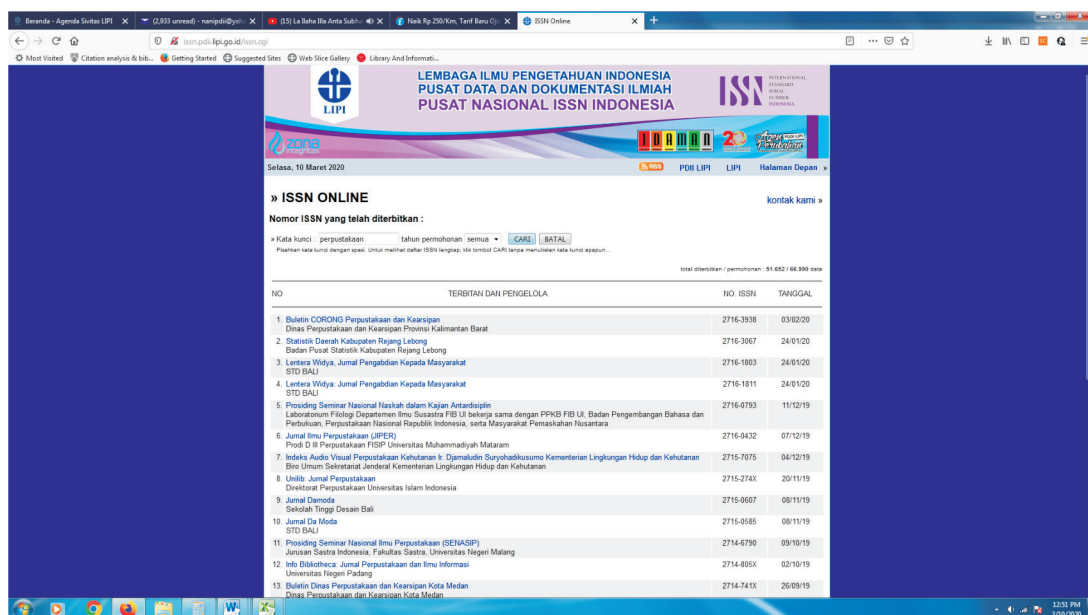 Beranda - Agenda Sivitas LIPI
(2,933 unread) - nanipdii@yah
(15) La Ilaha Illa Anta Subha
Naik Rp 250/Km, Tarif Baru Oj
ISSN Online
issn.pdii.lipi.go.id/issn.cgi
Most Visited
Citation analysis & bib...
Getting Started
Suggested Sites
Web Slice Gallery
Library And Informati...
LIPI
LEMBAGA ILMU PENGETAHUAN INDONESIA
PUSAT DATA DAN DOKUMENTASI ILMIAH
PUSAT NASIONAL ISSN INDONESIA
ISSN
INTERNATIONAL
STANDARD
SERIAL
NUMBER
INDONESIA
zona
integritas
IDAMAN
20
Agen Perubahan
PDII LIPI
Selasa, 10 Maret 2020
RSS
PDII LIPI
LIPI
Halaman Depan »
» ISSN ONLINE
kontak kami »
Nomor ISSN yang telah diterbitkan :
» Kata kunci : perpustakaan tahun permohonan semua CARI BATAL
Pisahkan kata kunci dengan spasi. Untuk melihat daftar ISSN lengkap, klik tombol CARI tanpa menuliskan kata kunci apapun...
total diterbitkan / permohonan : 51.652 / 66.990 data
NO TERBITAN DAN PENGELOLA NO. ISSN TANGGAL
1. Buletin CORONG Perpustakaan dan Kearsipan 2716-3938 03/02/20
Dinas Perpustakaan dan Kearsipan Provinsi Kalimantan Barat
2. Statistik Daerah Kabupaten Rejang Lebong 2716-3067 24/01/20
Badan Pusat Statistik Kabupaten Rejang Lebong
3. Lentera Widya, Jurnal Pengabdian Kepada Masyarakat 2716-1803 24/01/20
STD BALI
4. Lentera Widya: Jurnal Pengabdian Kepada Masyarakat 2716-1811 24/01/20
STD BALI
5. Prosiding Seminar Nasional Naskah dalam Kajian Antardisiplin 2716-0793 11/12/19
Laboratorium Filologi Departemen Ilmu Susastra FIB UI bekerja sama dengan PPKB FIB UI, Badan Pengembangan Bahasa dan
Perbukuan, Perpustakaan Nasional Republik Indonesia, serta Masyarakat Pernaskahan Nusantara
6. Jurnal Ilmu Perpustakaan (JIPER) 2716-0432 07/12/19
Prodi D III Perpustakaan FISIP Universitas Muhammadiyah Mataram
7. Indeks Audio Visual Perpustakaan Kehutanan Ir. Djamaludin Suryohadikusumo Kementerian Lingkungan Hidup dan Kehutanan 2715-7075 04/12/19
Biro Umum Sekretariat Jenderal Kementerian Lingkungan Hidup dan Kehutanan
8. Unilib: Jurnal Perpustakaan 2715-274X 20/11/19
Direktorat Perpustakaan Universitas Islam Indonesia
9. Jurnal Damoda 2715-0607 08/11/19
Sekolah Tinggi Desain Bali
10. Jurnal Da Moda 2715-0585 08/11/19
STD BALI
11. Prosiding Seminar Nasional Ilmu Perpustakaan (SENASIP) 2714-6790 09/10/19
Jurusan Sastra Indonesia, Fakultas Sastra, Universitas Negeri Malang
12. Info Bibliotheca: Jurnal Perpustakaan dan Ilmu Informasi 2714-805X 02/10/19
Universitas Negeri Padang
13. Buletin Dinas Perpustakaan dan Kearsipan Kota Medan 2714-741X 26/09/19
Dinas Perpustakaan dan Kearsipan Kota Medan
12:51 PM
3/10/2020